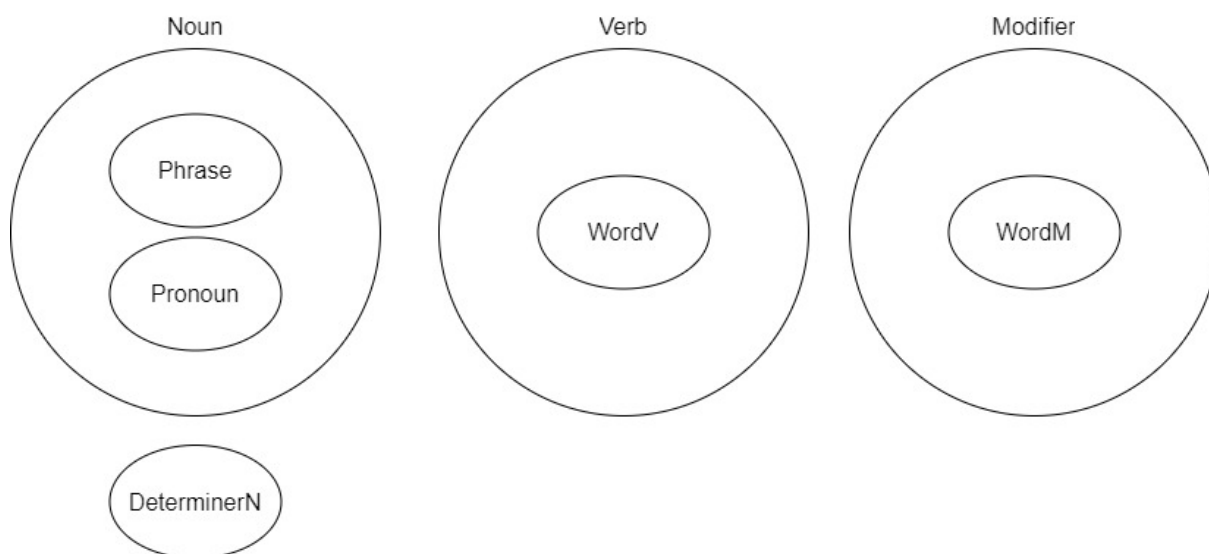 Noun
Verb
Modifier
Phrase
Pronoun
WordV
WordM
DeterminerN